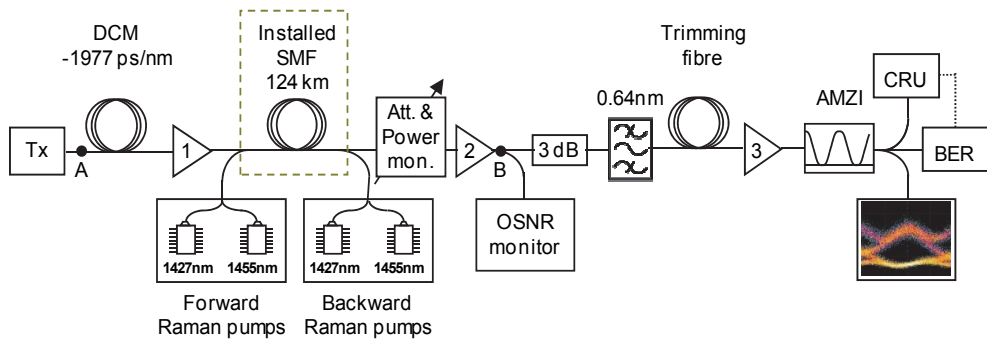 DCM
-1977 ps/nm
Installed
SMF
124 km
Trimming
fibre
0.64nm
AMZI
CRU
Tx
A
1
Att. &
Power
mon.
2
B
3 dB
3
BER
OSNR
monitor
1427nm
1455nm
1427nm
1455nm
Forward
Raman pumps
Backward
Raman pumps